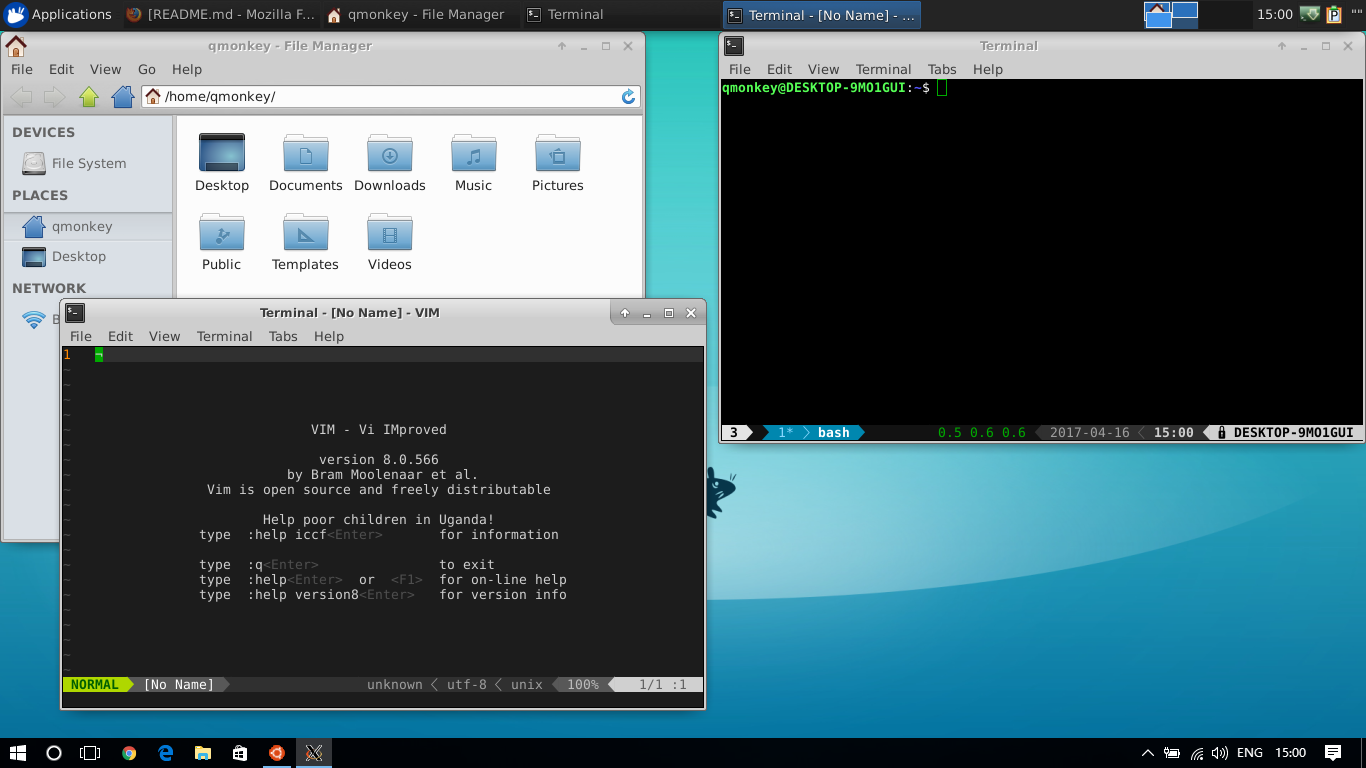 Applications [README.md - Mozilla F... qmonkey - File Manager Terminal Terminal - [No Name] - ... 15:00 ""
qmonkey - File Manager
File Edit View Go Help
/home/qmonkey/
DEVICES
File System
PLACES
qmonkey
Desktop
NETWORK
Desktop Documents Downloads Music Pictures
Public Templates Videos
Terminal
File Edit View Terminal Tabs Help
qmonkey@DESKTOP-9MO1GUI:~$
3 1* bash 0.5 0.6 0.6 2017-04-16 15:00 DESKTOP-9MO1GUI
Terminal - [No Name] - VIM
File Edit View Terminal Tabs Help
1 ¬
~
~
~
~
VIM - Vi IMproved
~
version 8.0.566
by Bram Moolenaar et al.
Vim is open source and freely distributable
~
Help poor children in Uganda!
type :help iccf<Enter> for information
~
type :q<Enter> to exit
type :help<Enter> or <F1> for on-line help
type :help version8<Enter> for version info
~
~
~
~
~
NORMAL [No Name] unknown utf-8 unix 100% 1/1 :1
ENG 15:00